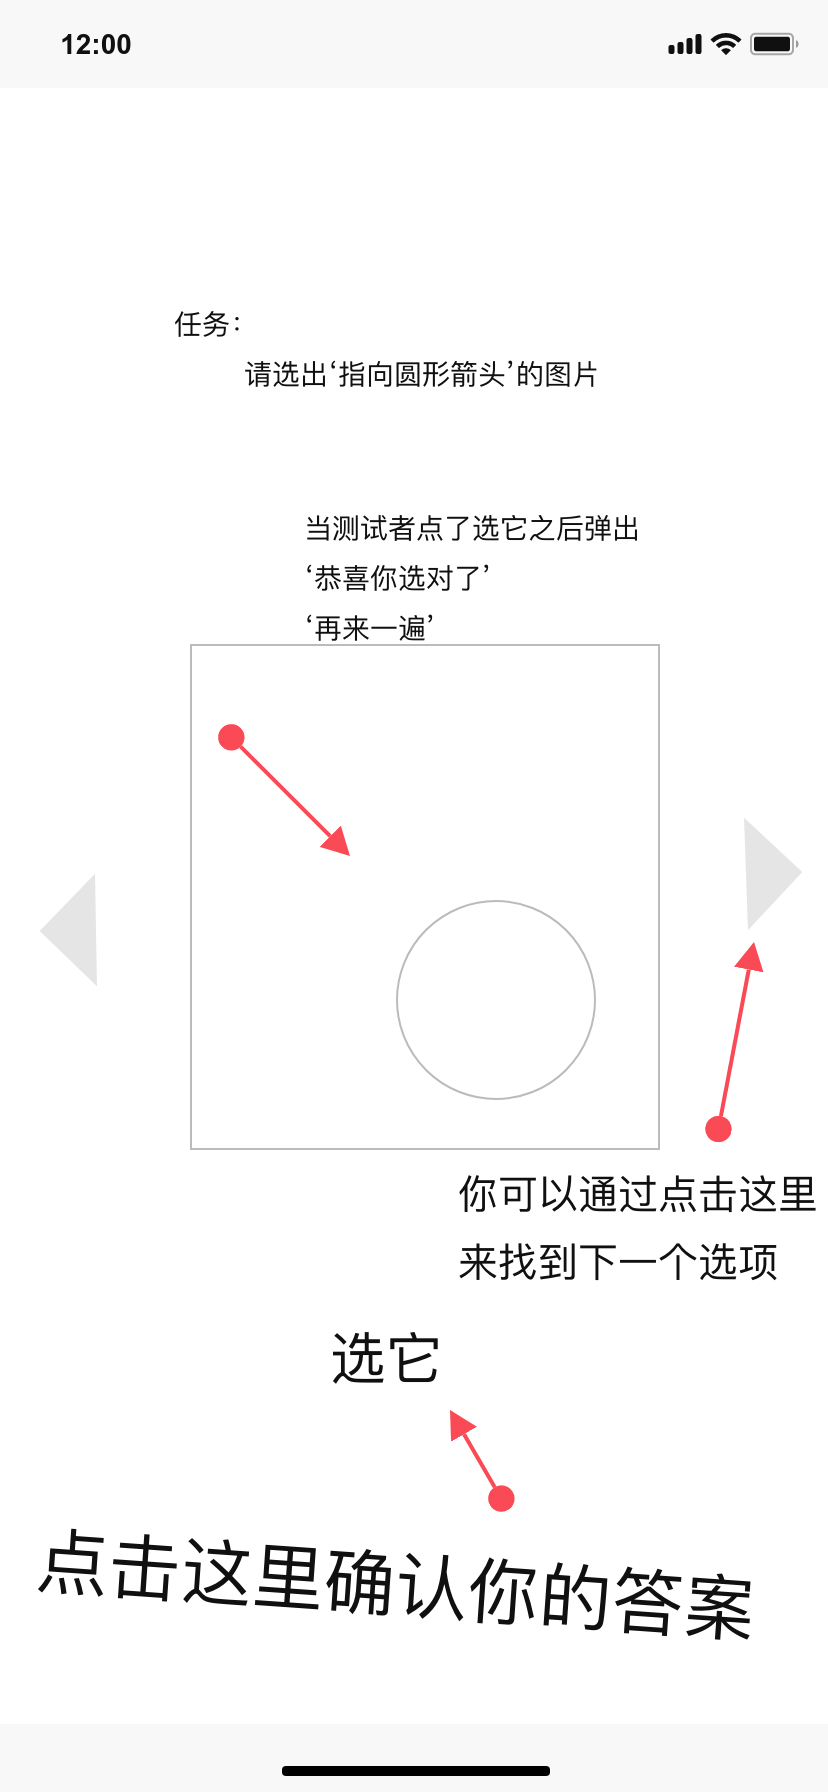 12:00
任务：
请选出‘指向圆形箭头’的图片
当测试者点了选它之后弹出
‘恭喜你选对了’
‘再来一遍’
你可以通过点击这里
来找到下一个选项
选它
点击这里确认你的答案